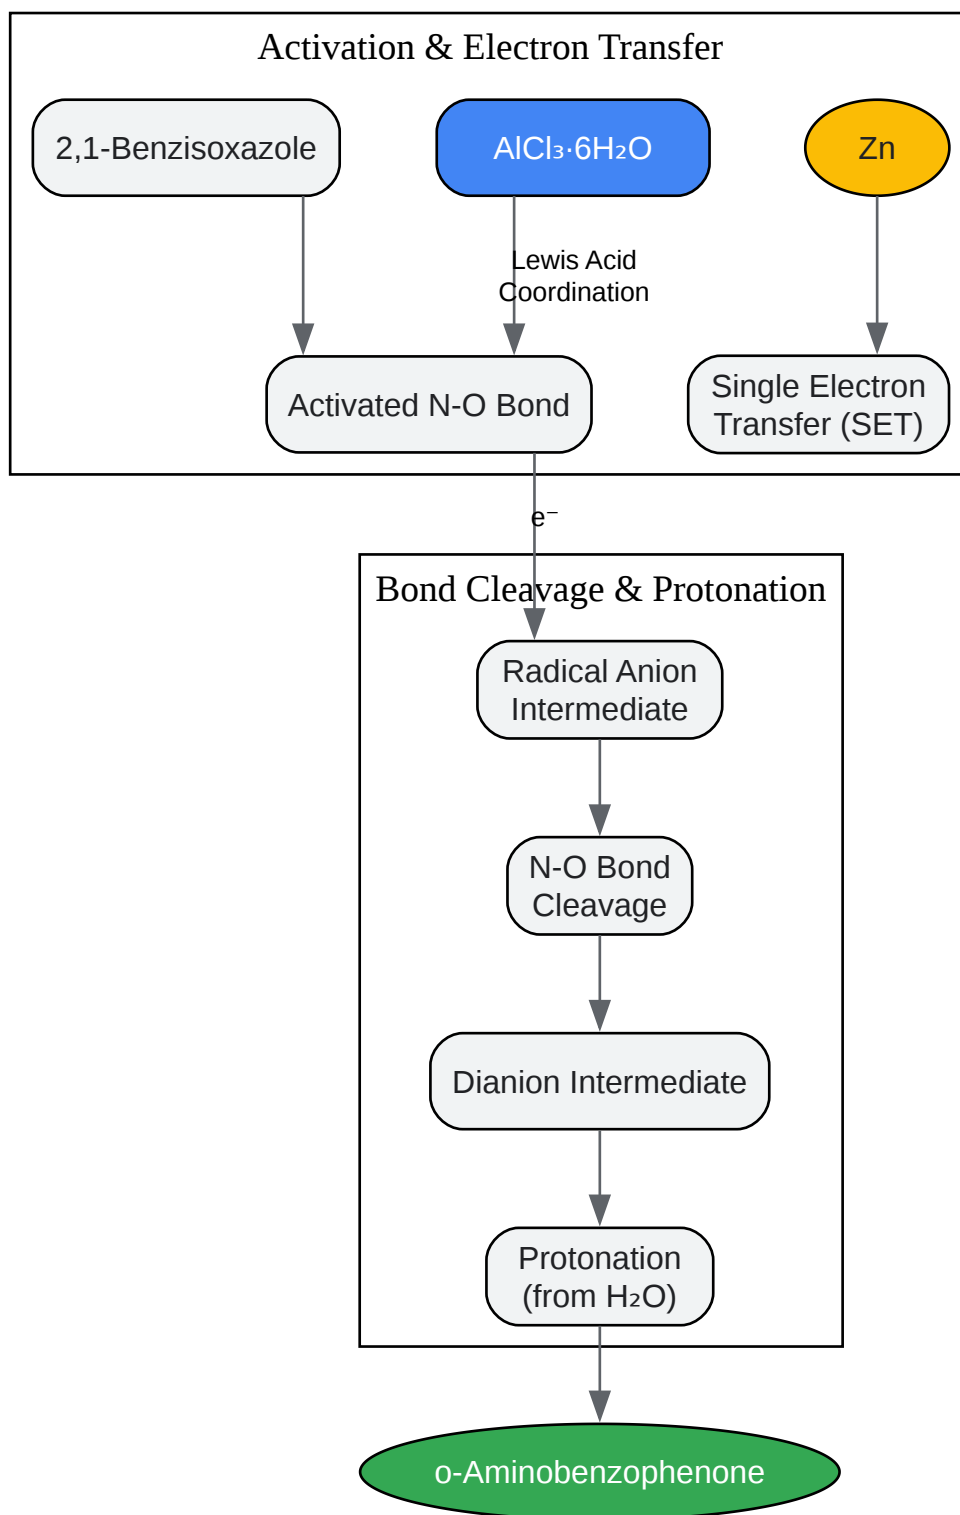 Activation & Electron Transfer
2,1-Benzisoxazole
AlCl₃·6H₂O
Zn
Lewis Acid
Coordination
Activated N-O Bond
Single Electron
Transfer (SET)
e⁻
Bond Cleavage & Protonation
Radical Anion
Intermediate
N-O Bond
Cleavage
Dianion Intermediate
Protonation
(from H₂O)
o-Aminobenzophenone